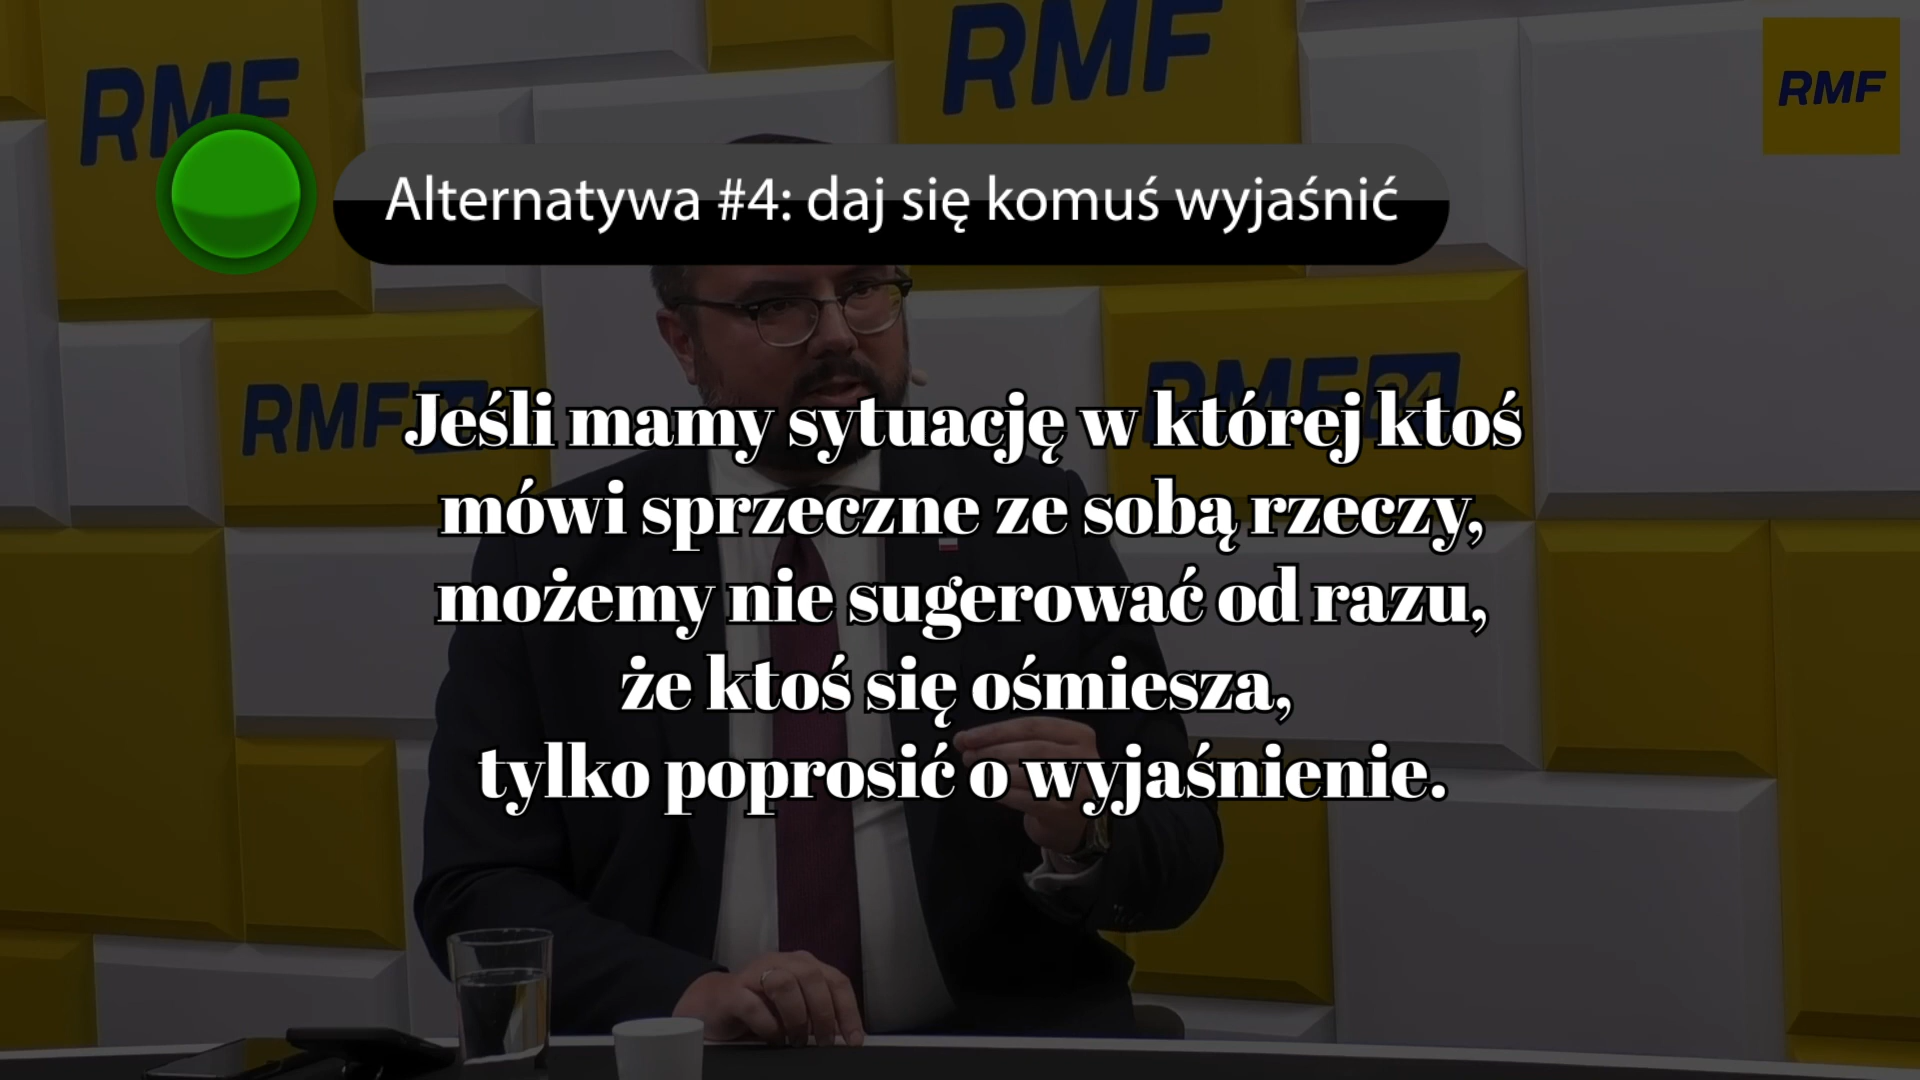 RMF
RMF
RMF
Alternatywa #4: daj się komuś wyjaśnić
RMF
RMF24
Jeśli mamy sytuację w której ktoś
mówi sprzeczne ze sobą rzeczy,
możemy nie sugerować od razu,
że ktoś się ośmiesza,
tylko poprosić o wyjaśnienie.